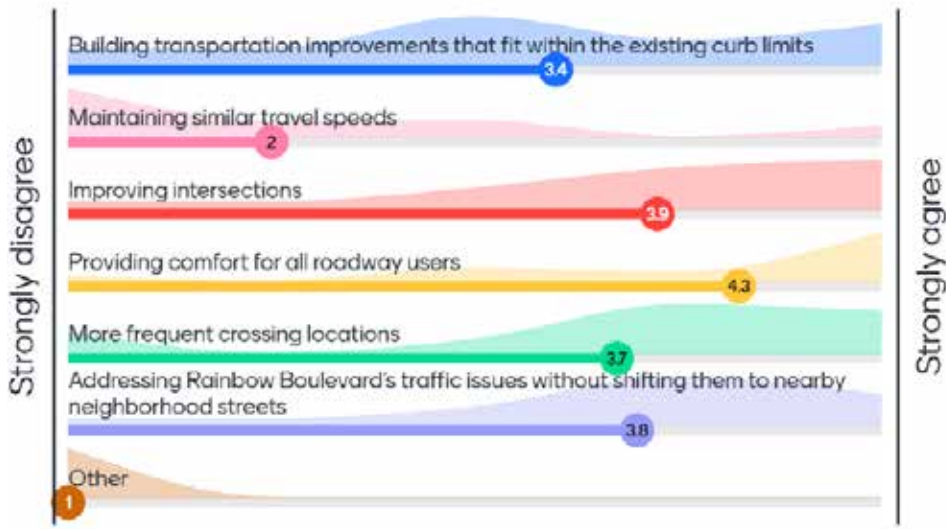 Strongly disagree
Building transportation improvements that fit within the existing curb limits
3.4
Maintaining similar travel speeds
2
Improving intersections
3.9
Providing comfort for all roadway users
4.3
More frequent crossing locations
3.7
Addressing Rainbow Boulevard's traffic issues without shifting them to nearby
neighborhood streets
3.8
Other
1
Strongly agree